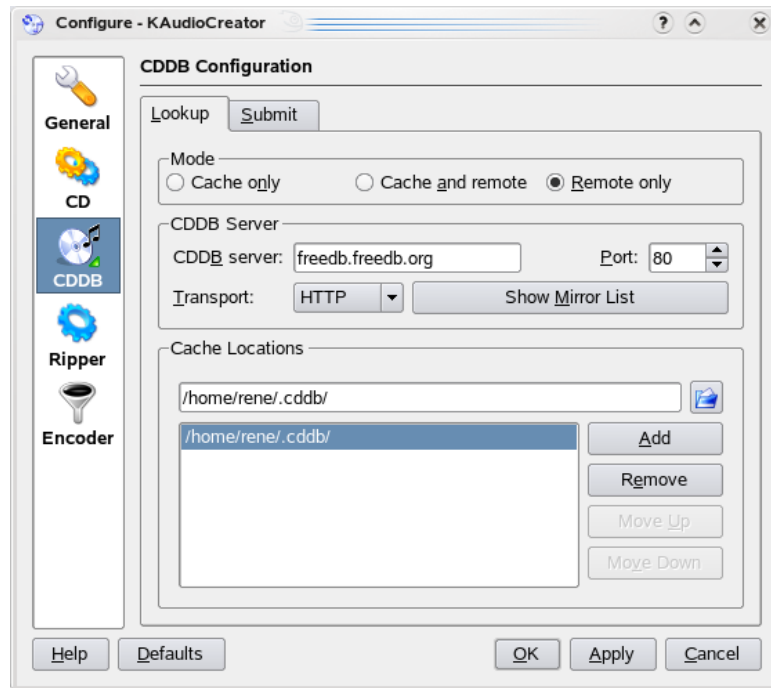 Configure - KAudioCreator
General
CD
CDDB
Ripper
Encoder
CDDB Configuration
Lookup
Submit
Mode
Cache only
Cache and remote
Remote only
CDDB Server
CDDB server:
freedb.freedb.org
Port:
80
Transport:
HTTP
Show Mirror List
Cache Locations
/home/rene/.cddb/
/home/rene/.cddb/
Add
Remove
Move Up
Move Down
Help
Defaults
OK
Apply
Cancel